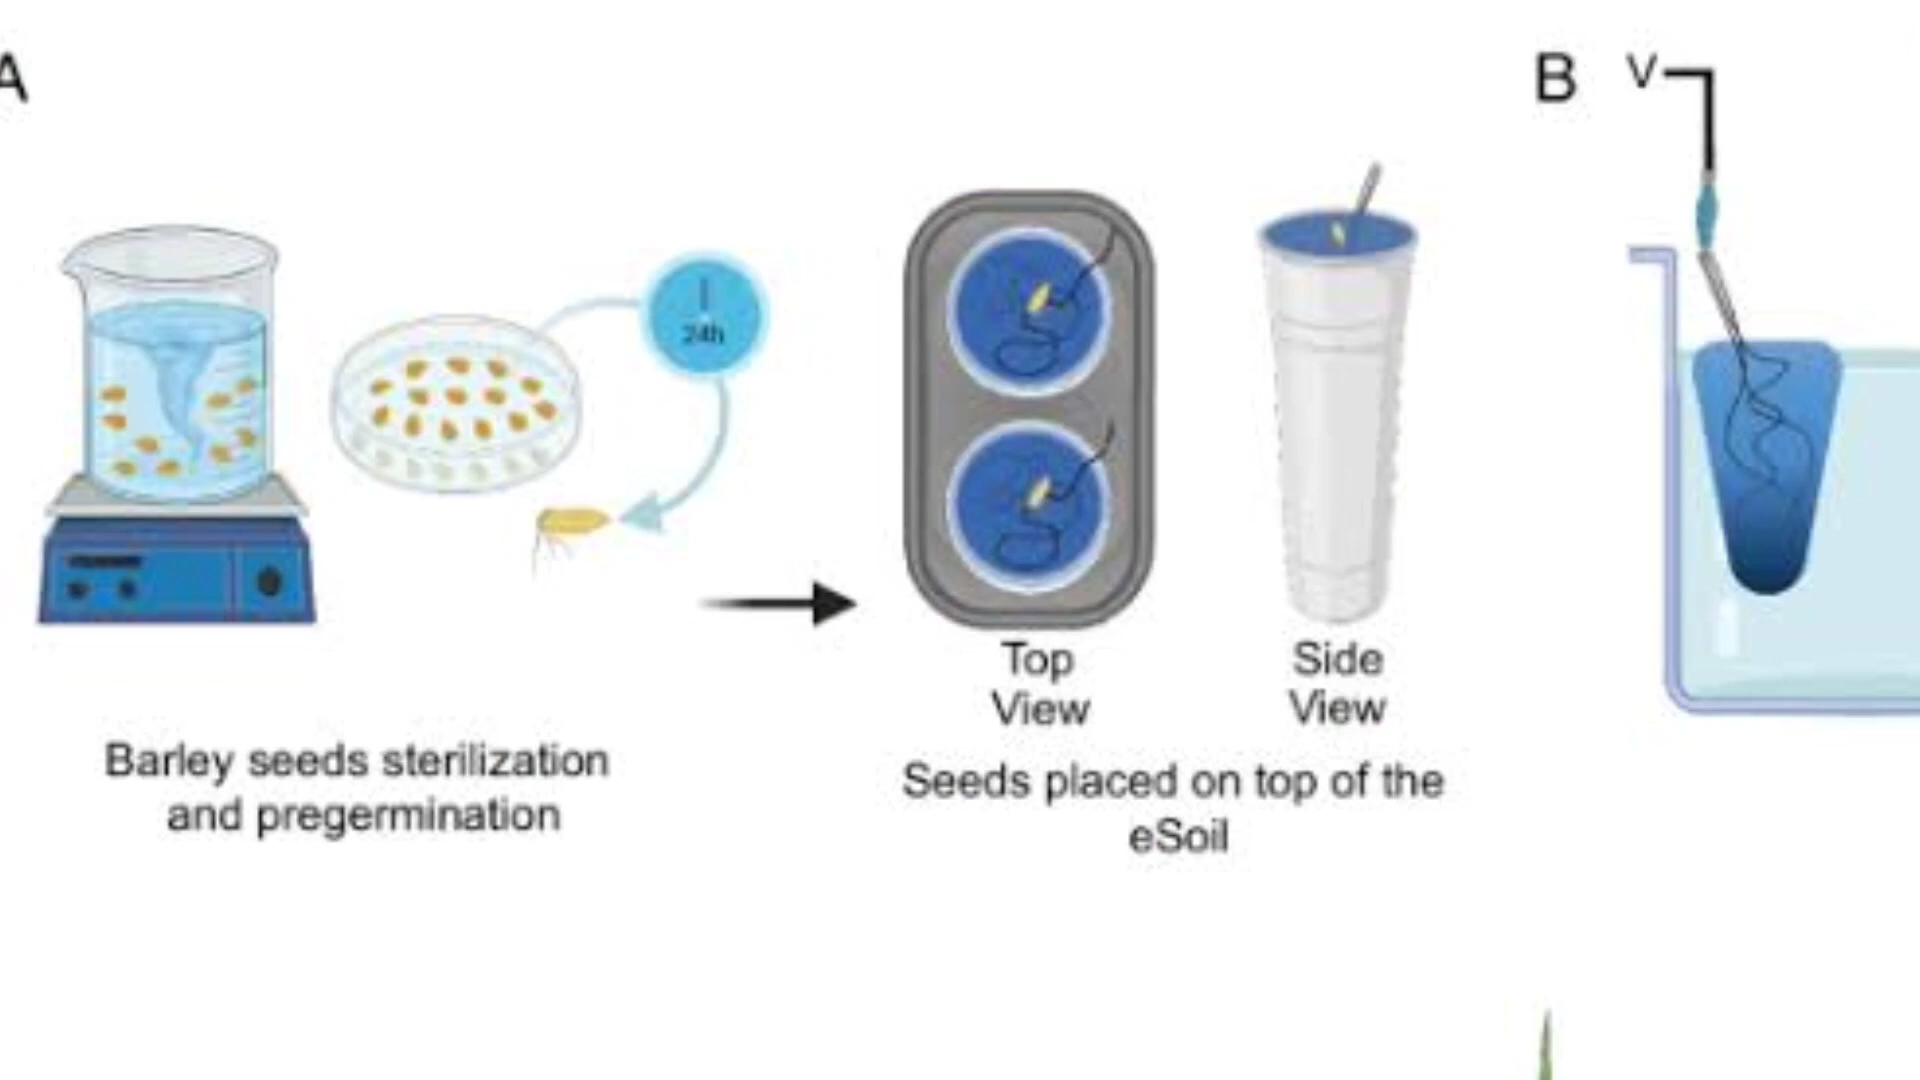 A
24h
Top
View
Side
View
Barley seeds sterilization
and pregermination
Seeds placed on top of the
eSoil
B
V